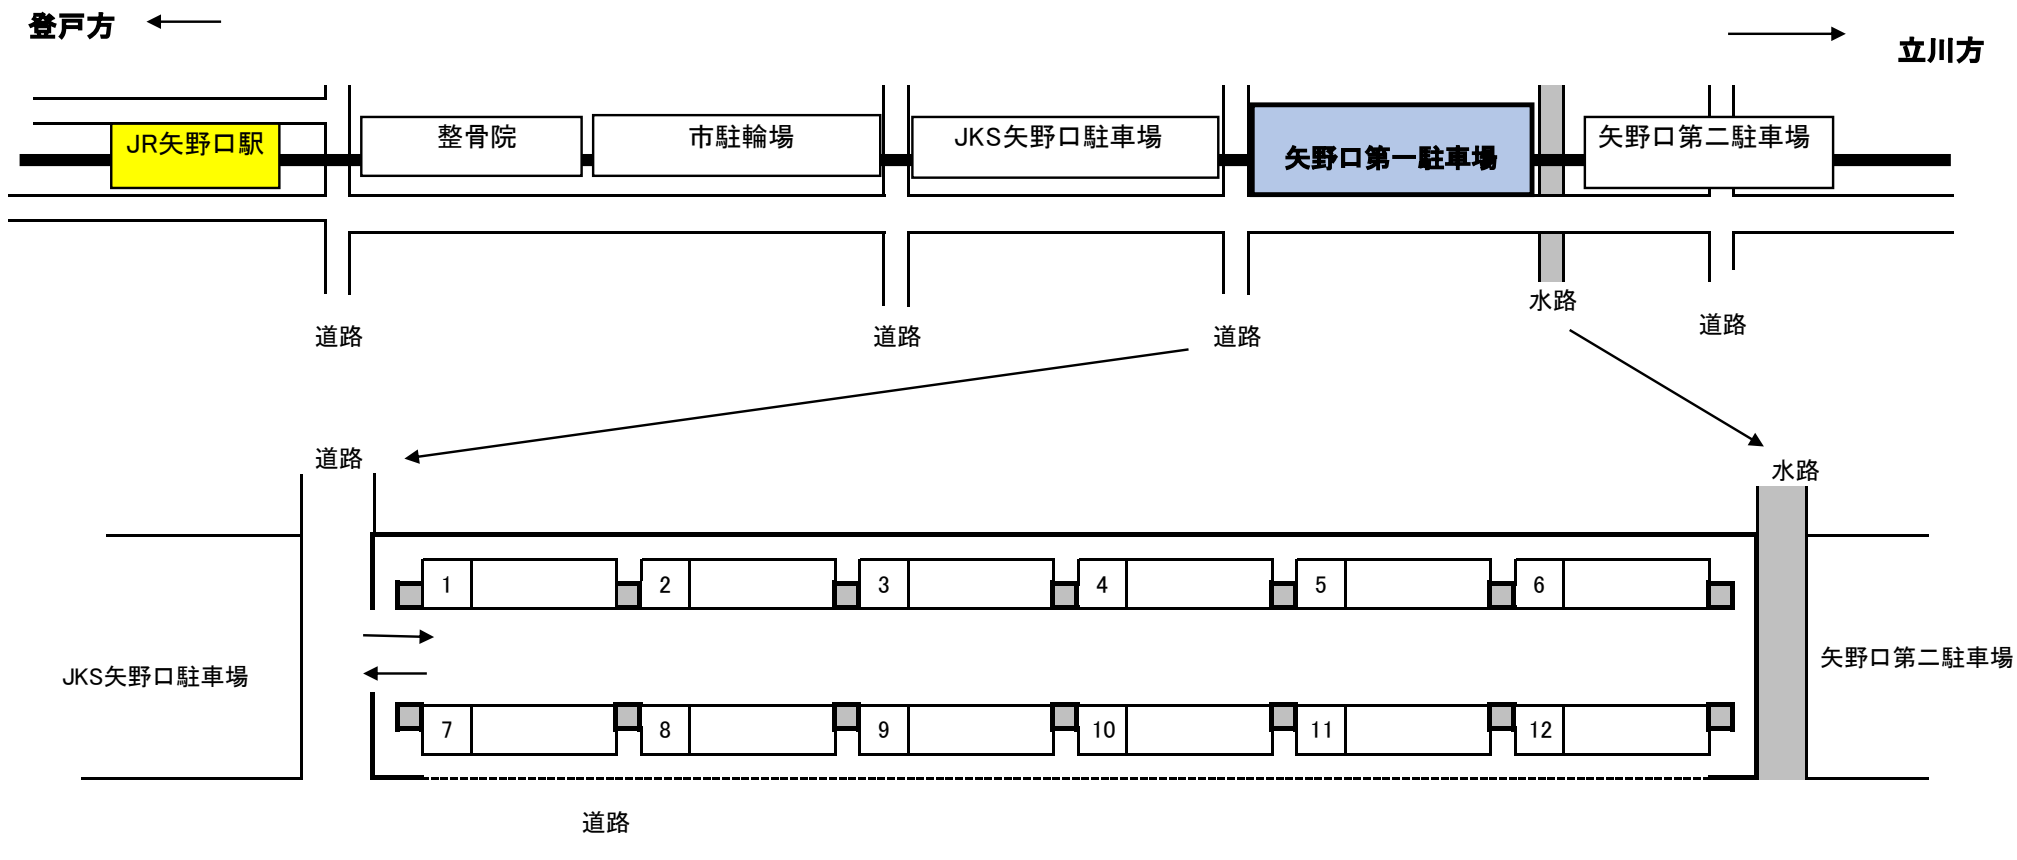 登戸方
立川方
JR矢野口駅
整骨院
市駐輪場
JKS矢野口駐車場
矢野口第一駐車場
矢野口第二駐車場
水路
道路
道路
道路
道路
道路
水路
1
2
3
4
5
6
JKS矢野口駐車場
矢野口第二駐車場
7
8
9
10
11
12
道路